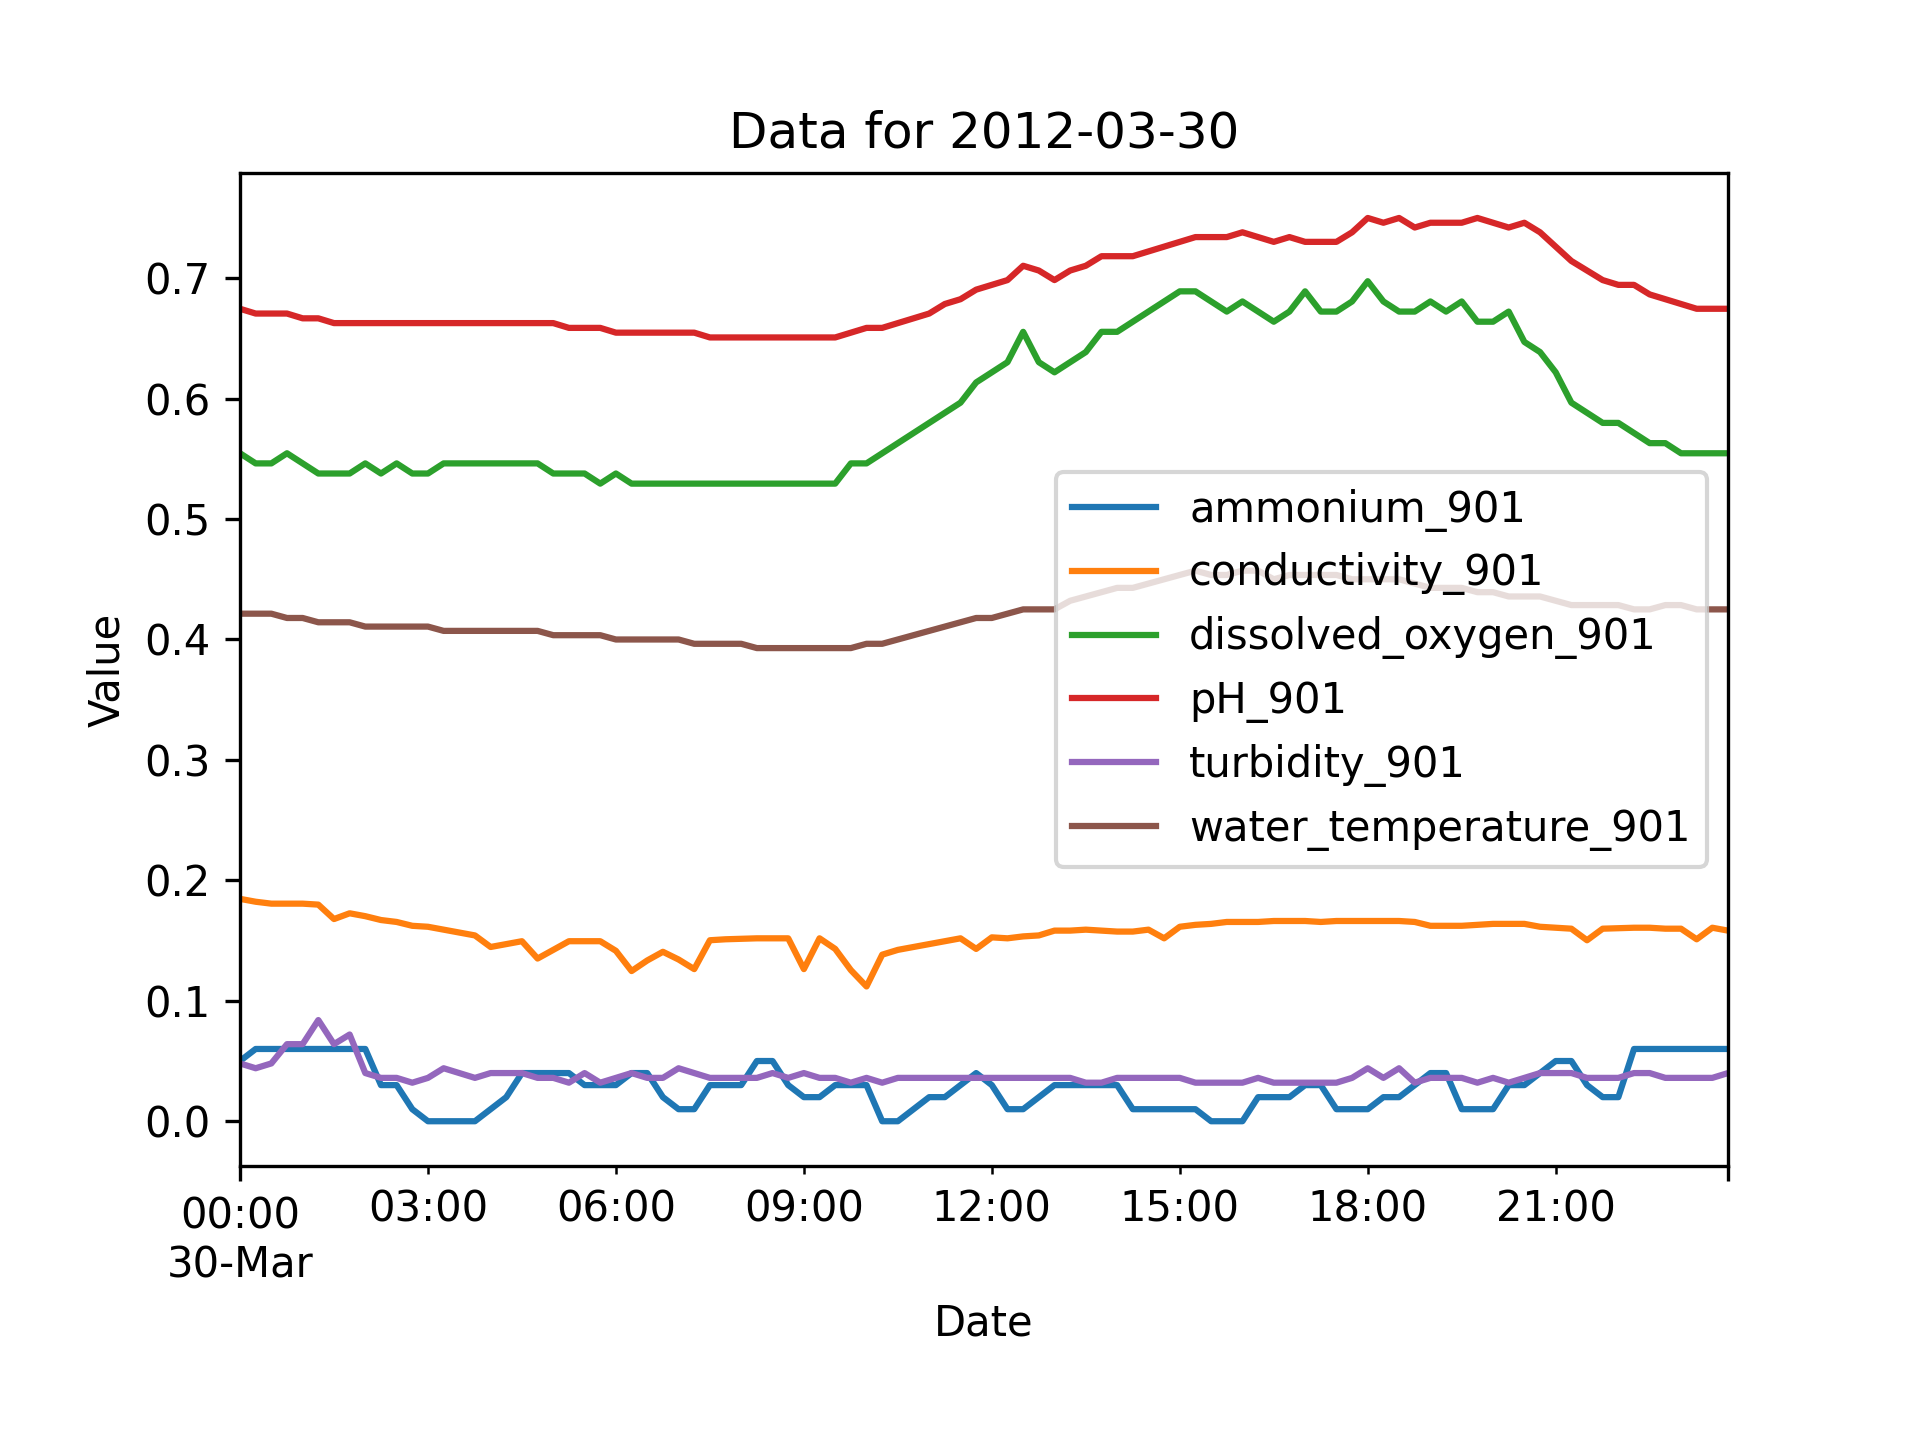 Data for 2012-03-30
Value
0.7
0.6
0.5
0.4
0.3
0.2
0.1
0.0
ammonium_901
conductivity_901
dissolved_oxygen_901
pH_901
turbidity_901
water_temperature_901
00:00 03:00 06:00 09:00 12:00 15:00 18:00 21:00
30-Mar
Date